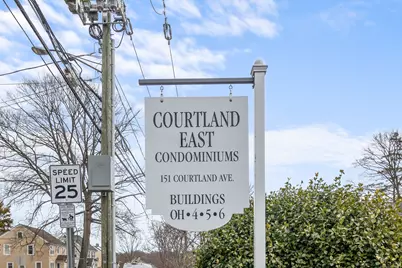 COURTLAND
EAST
CONDOMINIUMS
151 COURTLAND AVE.
BUILDINGS
OH•4•5•6
SPEED
LIMIT
25